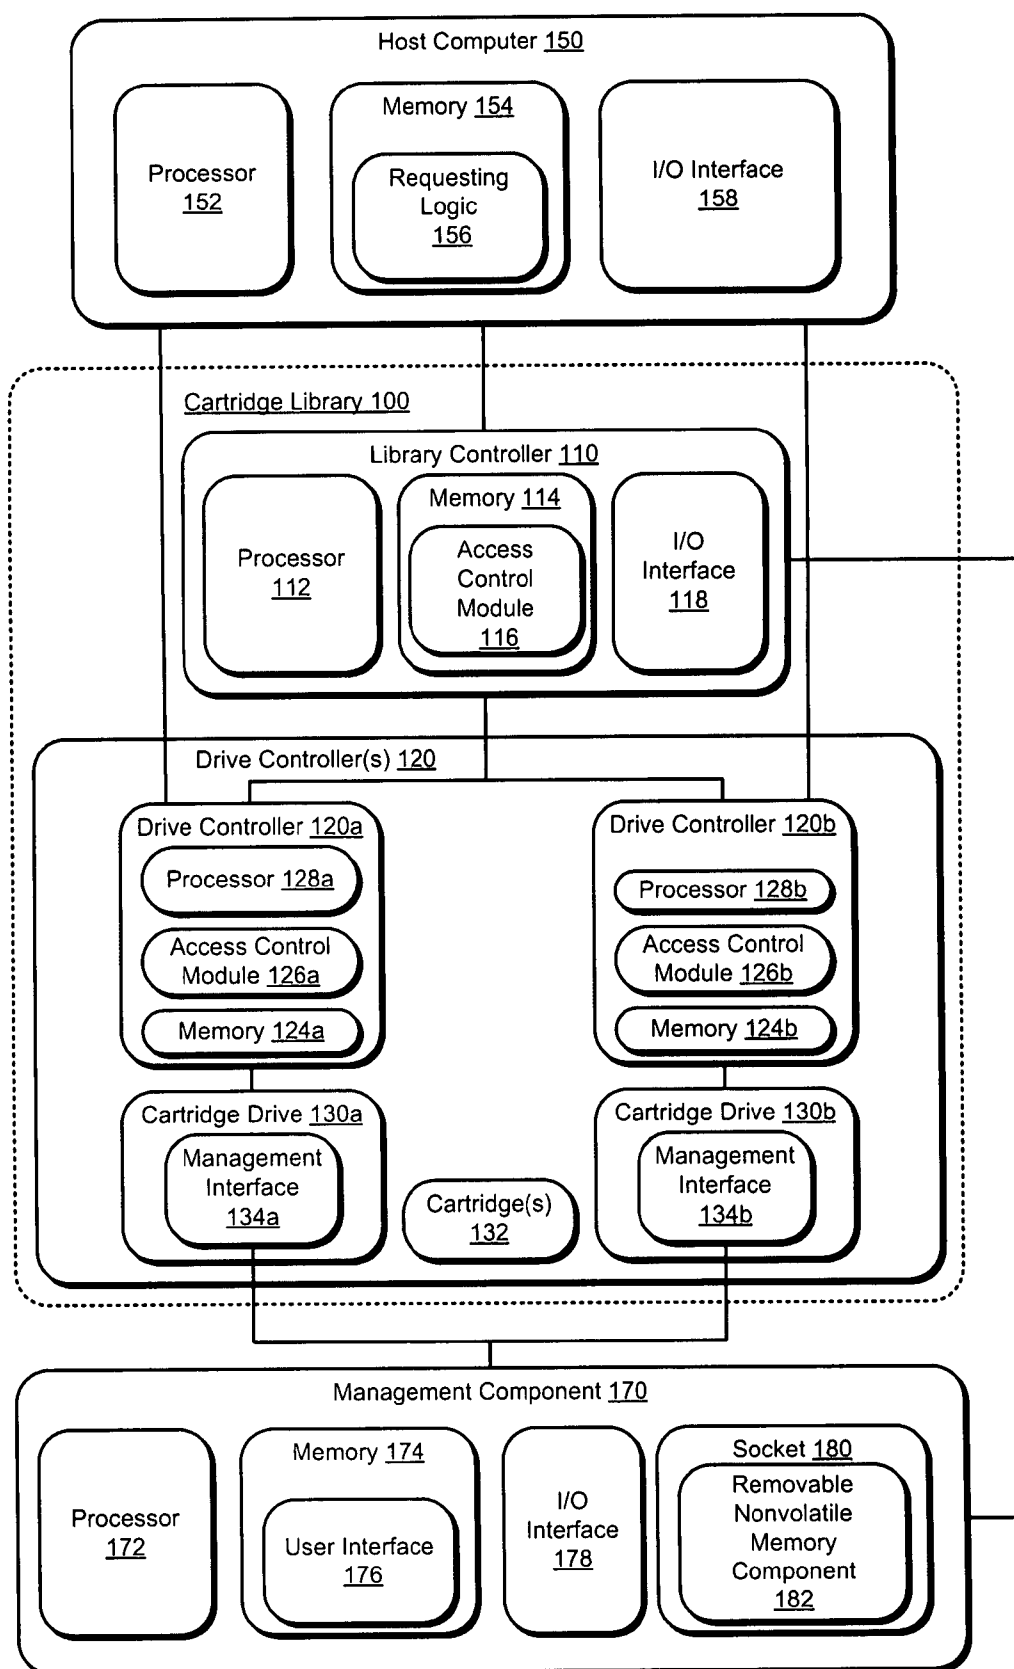 Host Computer 150
Processor
152
Memory 154
Requesting
Logic
156
I/O Interface
158
Cartridge Library 100
Library Controller 110
Processor
112
Memory 114
Access
Control
Module
116
I/O
Interface
118
Drive Controller(s) 120
Drive Controller 120a
Processor 128a
Access Control
Module 126a
Memory 124a
Drive Controller 120b
Processor 128b
Access Control
Module 126b
Memory 124b
Cartridge Drive 130a
Management
Interface
134a
Cartridge(s)
132
Cartridge Drive 130b
Management
Interface
134b
Management Component 170
Processor
172
Memory 174
User Interface
176
I/O
Interface
178
Socket 180
Removable
Nonvolatile
Memory
Component
182